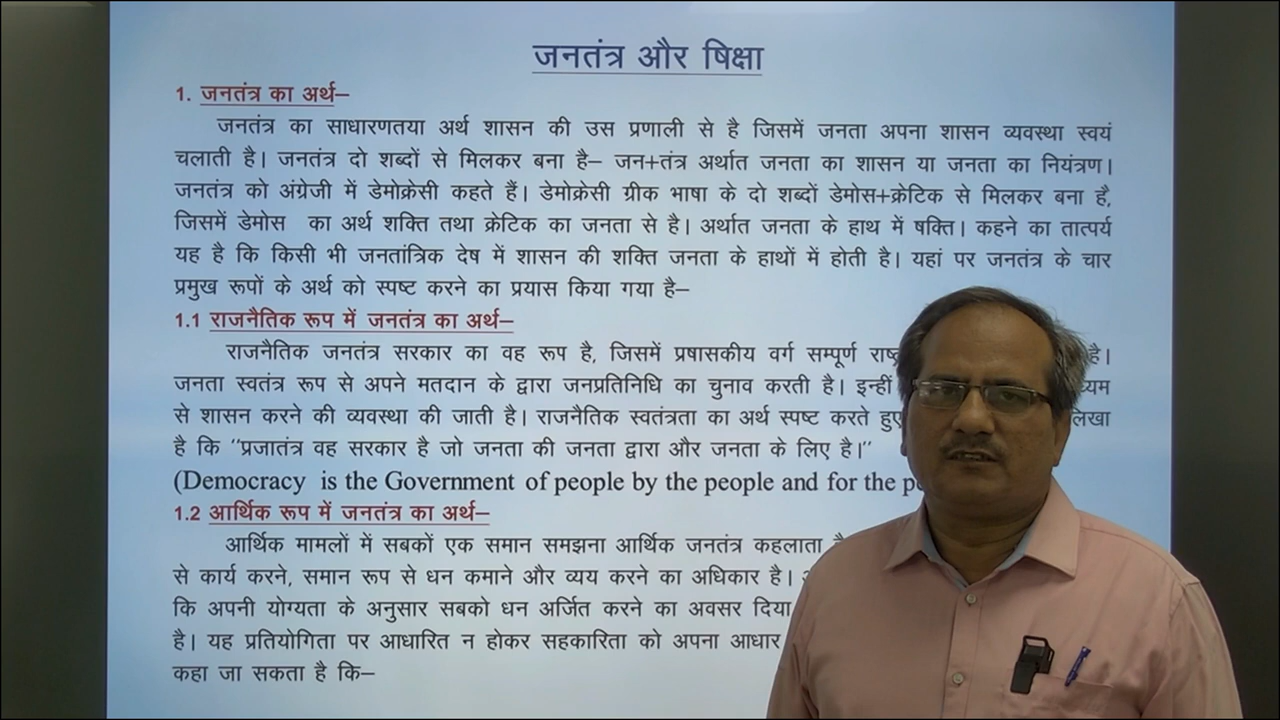 जनतंत्र और षिक्षा
1. जनतंत्र का अर्थ–
जनतंत्र का साधारणतया अर्थ शासन की उस प्रणाली से है जिसमें जनता अपना शासन व्यवस्था स्वयं
चलाती है। जनतंत्र दो शब्दों से मिलकर बना है– जन+तंत्र अर्थात जनता का शासन या जनता का नियंत्रण।
जनतंत्र को अंग्रेजी में डेमोक्रेसी कहते हैं। डेमोक्रेसी ग्रीक भाषा के दो शब्दों डेमोस+क्रेटिक से मिलकर बना है,
जिसमें डेमोस का अर्थ शक्ति तथा क्रेटिक का जनता से है। अर्थात जनता के हाथ में षक्ति। कहने का तात्पर्य
यह है कि किसी भी जनतांत्रिक देष में शासन की शक्ति जनता के हाथों में होती है। यहां पर जनतंत्र के चार
प्रमुख रूपों के अर्थ को स्पष्ट करने का प्रयास किया गया है–
1.1 राजनैतिक रूप में जनतंत्र का अर्थ–
राजनैतिक जनतंत्र सरकार का वह रूप है, जिसमें प्रषासकीय वर्ग सम्पूर्ण है।
जनता स्वतंत्र रूप से अपने मतदान के द्वारा जनप्रतिनिधि का चुनाव करती है। इन्हीं
से शासन करने की व्यवस्था की जाती है। राजनैतिक स्वतंत्रता का अर्थ स्पष्ट करते हुए लिखा
है कि ''प्रजातंत्र वह सरकार है जो जनता की जनता द्वारा और जनता के लिए है।''
(Democracy is the Government of people by the people and for the
1.2 आर्थिक रूप में जनतंत्र का अर्थ–
आर्थिक मामलों में सबकों एक समान समझना आर्थिक जनतंत्र कहलाता
से कार्य करने, समान रूप से धन कमाने और व्यय करने का अधिकार है।
कि अपनी योग्यता के अनुसार सबको धन अर्जित करने का अवसर दिया
है। यह प्रतियोगिता पर आधारित न होकर सहकारिता को अपना आधार
कहा जा सकता है कि–